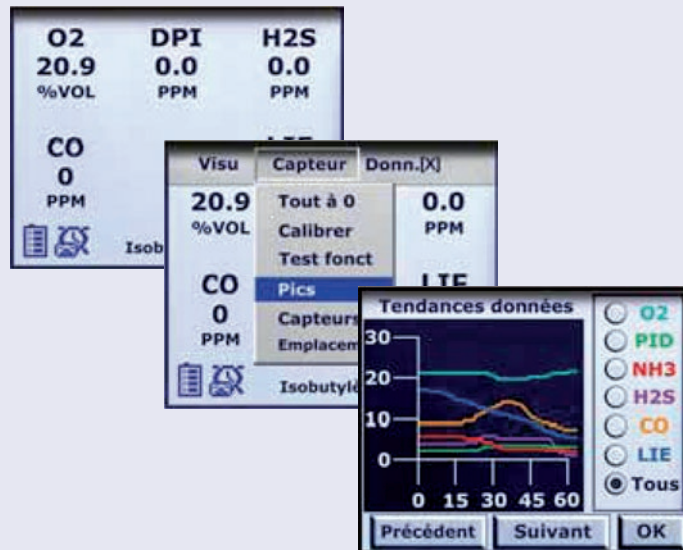 O2 DPI H2S
20.9 0.0 0.0
%VOL PPM PPM
CO
0
PPM
Visu Capteur Donn.[X]
20.9 Tout à 0 0.0
%VOL Calibrer PPM
Test fonct
CO Pics LIE
0 Capteurs
PPM
Tendances données
30
20
10
0
0 15 30 45 60
O2
PID
NH3
H2S
CO
LIE
Tous
Précédent Suivant OK